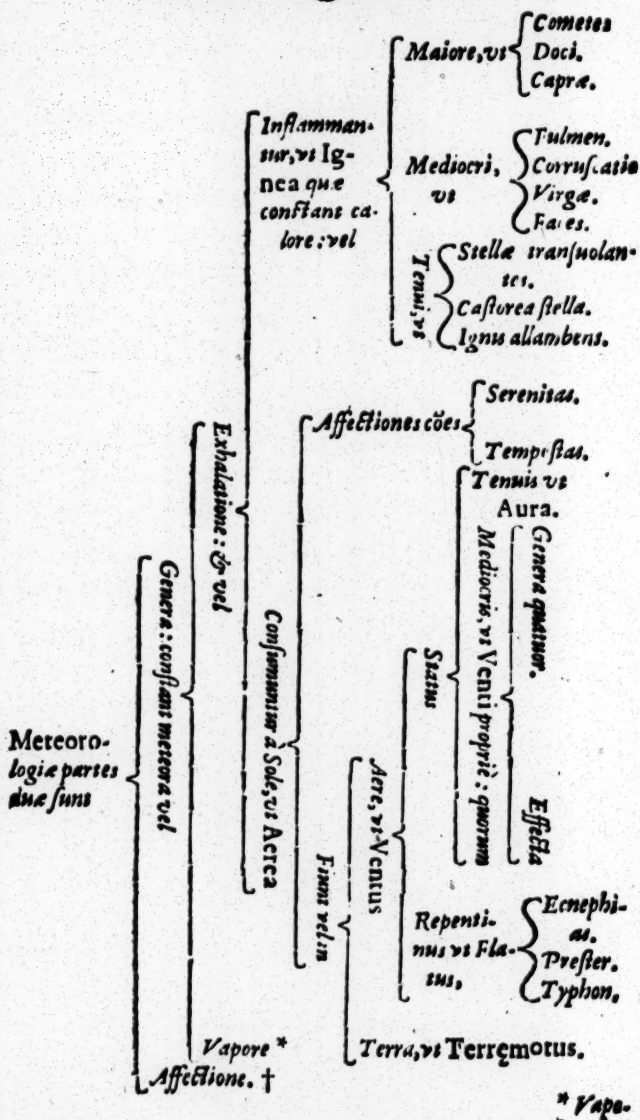 Meteoro-
logiæ partes
duæ sunt
Genera : constant meteora vel
Exhalatione : & vel
Inflamman-
tur, vt Ig-
nea quæ
constant ca-
lore : vel
Maiore, vt
Cometes
Doci.
Capræ.
Mediocri,
vt
Fulmen.
Corruscatio
Virgæ.
Faces.
Tenui, vt
Stellæ transuolan-
tes.
Castorea stella.
Ignis allambens.
Consumuntur à Sole, vt Aerea
Affectiones cões
Serenitas.
Tempestas.
Fiunt vel in
Aere, vt Ventus
Status
Tenuis vt
Aura.
Mediocris, vt Venti propriè : quorum
Genera quatuor.
Effecta
Repenti-
nus vt Fla-
tus,
Ecnephi-
as.
Prester.
Typhon.
Terra, vt Terręmotus.
Vapore *
Affectione. †
* Vapo-